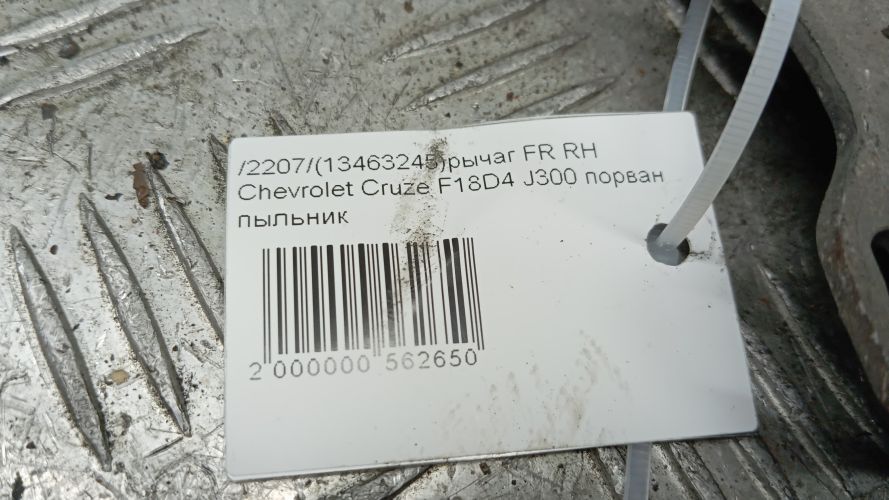 /2207/(13463245)рычаг FR RH
Chevrolet Cruze F18D4 J300 порван
пыльник
2 000000 562650